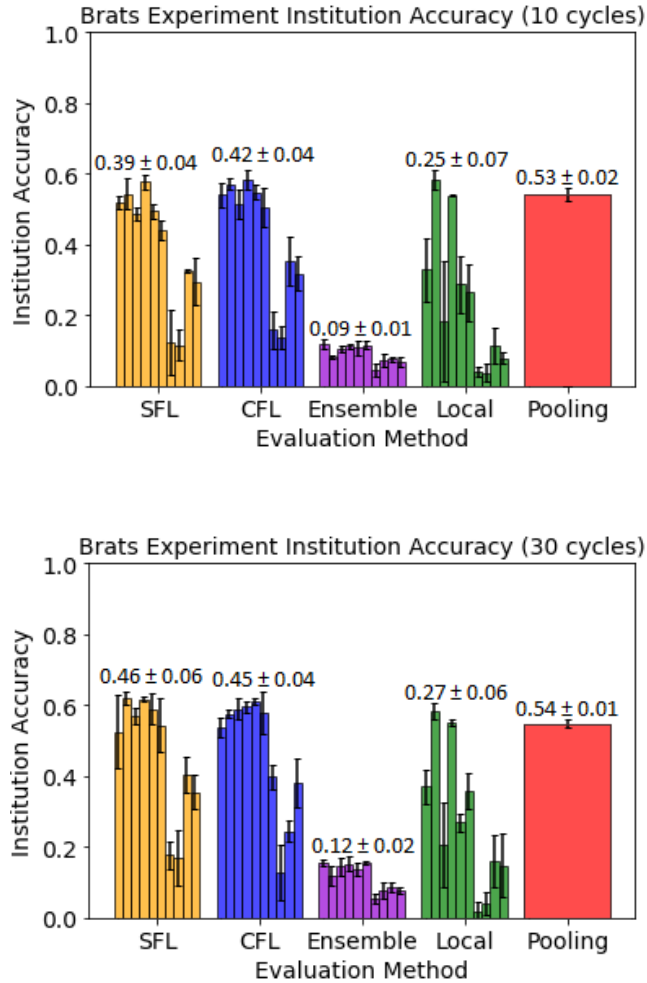 Brats Experiment Institution Accuracy (10 cycles)
1.0
0.8
0.6
0.4
0.2
0.0
Institution Accuracy
0.39 ± 0.04
0.42 ± 0.04
0.09 ± 0.01
0.25 ± 0.07
0.53 ± 0.02
SFL CFL Ensemble Local Pooling
Evaluation Method
Brats Experiment Institution Accuracy (30 cycles)
1.0
0.8
0.6
0.4
0.2
0.0
Institution Accuracy
0.46 ± 0.06
0.45 ± 0.04
0.12 ± 0.02
0.27 ± 0.06
0.54 ± 0.01
SFL CFL Ensemble Local Pooling
Evaluation Method